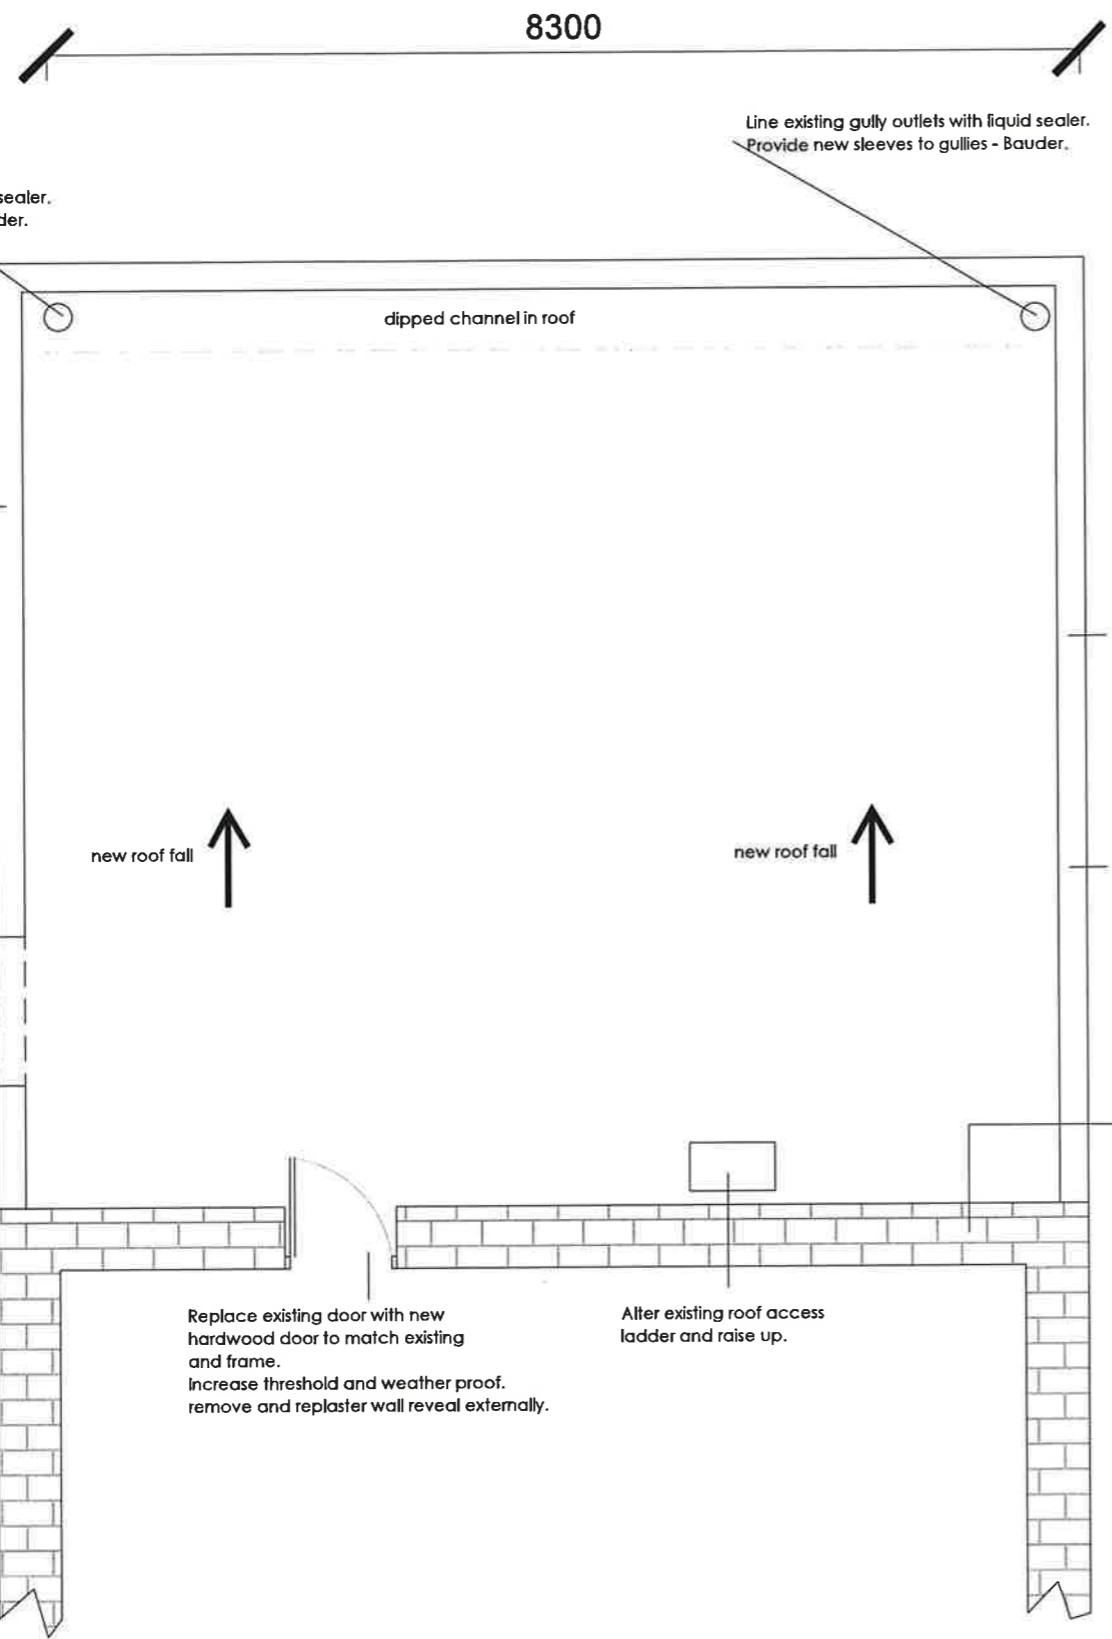 8300
Line existing gully outlets with liquid sealer.
Provide new sleeves to gullies - Bauder.
sealer.
der.
dipped channel in roof
new roof fall
new roof fall
Replace existing door with new
hardwood door to match existing
and frame.
Increase threshold and weather proof.
remove and replaster wall reveal externally.
Alter existing roof access
ladder and raise up.